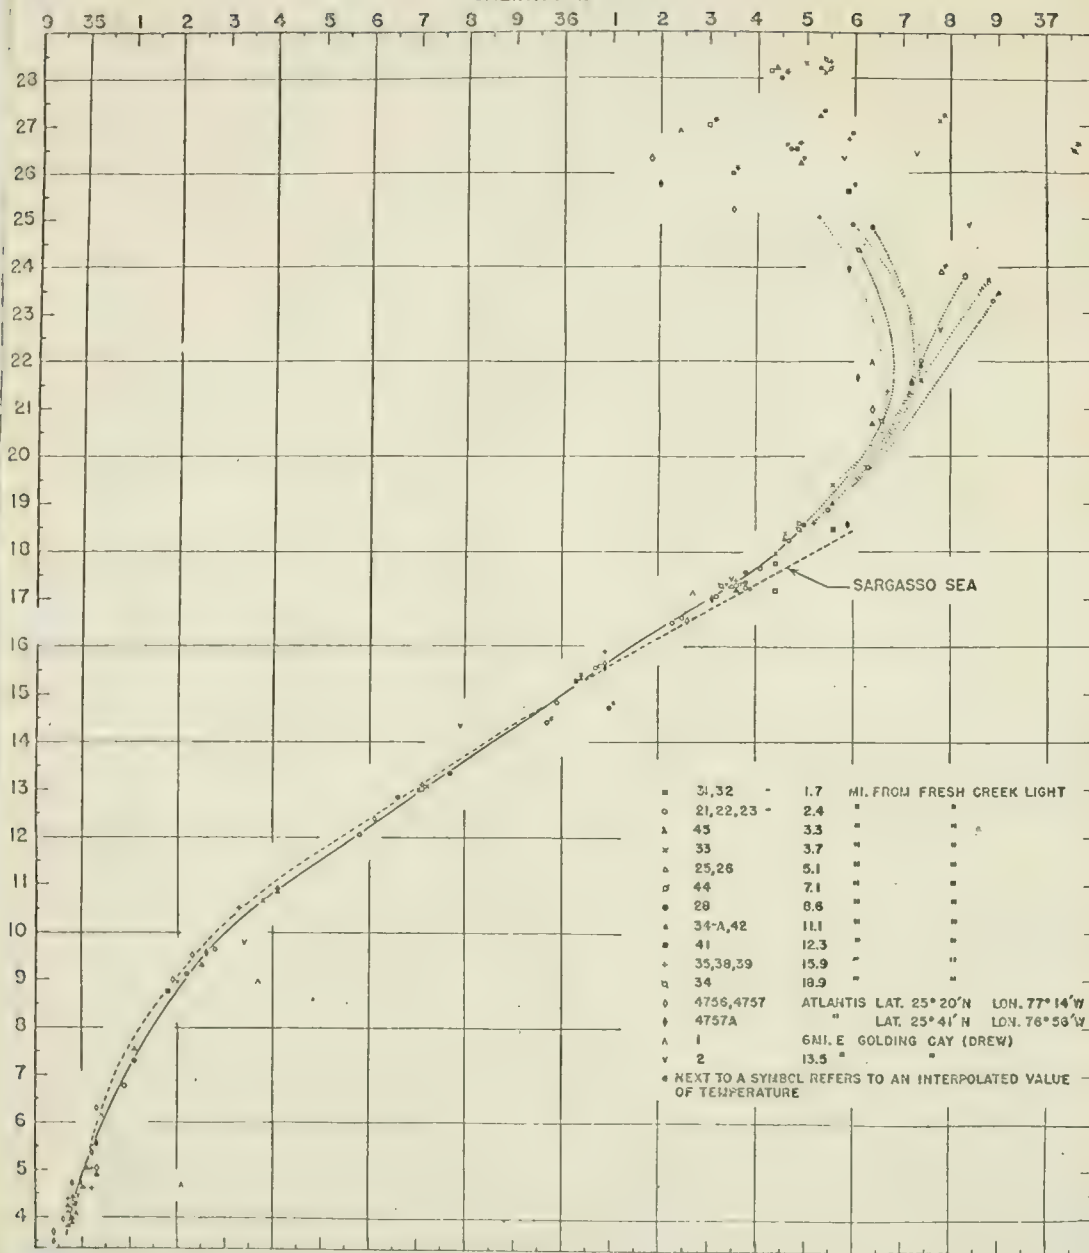 9 35 1 2 3 4 5 6 7 9 36 1 2 3 4 5 6 7 8 9 37
23
27
26
25
24
23
22
21
20
19
18
17
16
15
14
13
12
11
10
9
8
7
6
5
4
SARGASSO SEA
31,32 - 1.7 MI. FROM FRESH CREEK LIGHT
21,22,23 - 2.4 " "
45 3.3 " "
33 3.7 " "
25,26 5.1 " "
44 7.1 " "
28 8.6 " "
34-A,42 11.1 " "
41 12.3 " "
35,38,39 15.9 " "
34 18.9 " "
4756,4757 ATLANTIS LAT. 25°20'N LON. 77°14'W
4757A " LAT. 25°41'N LON. 76°56'W
1 6MI. E GOLDING CAY (DREW)
2 13.5 " "
* NEXT TO A SYMBOL REFERS TO AN INTERPOLATED VALUE
OF TEMPERATURE